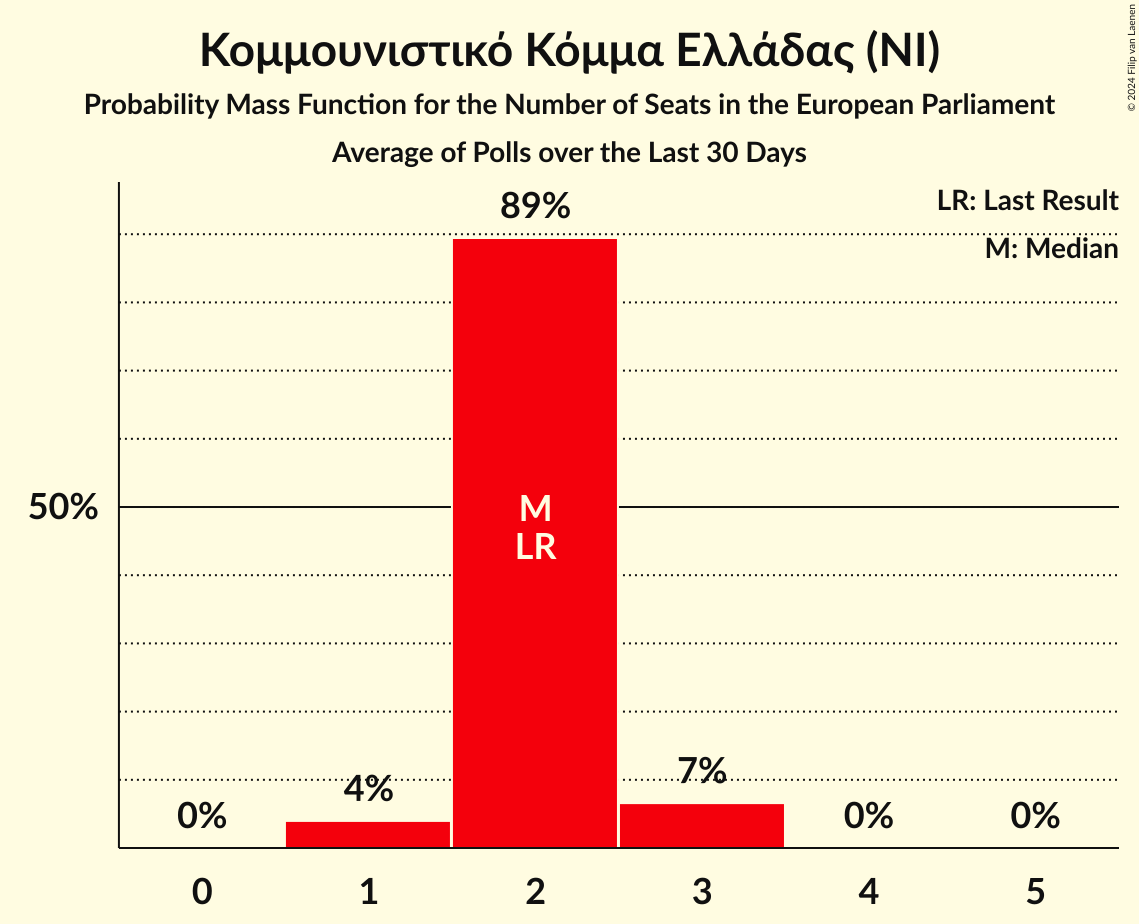 Κομμουνιστικό Κόμμα Ελλάδας (NI)
Probability Mass Function for the Number of Seats in the European Parliament
Average of Polls over the Last 30 Days
© 2024 Filip van Laenen
LR: Last Result
M: Median
89%
50%
M
LR
7%
4%
0%
0%
0%
0
1
2
3
4
5